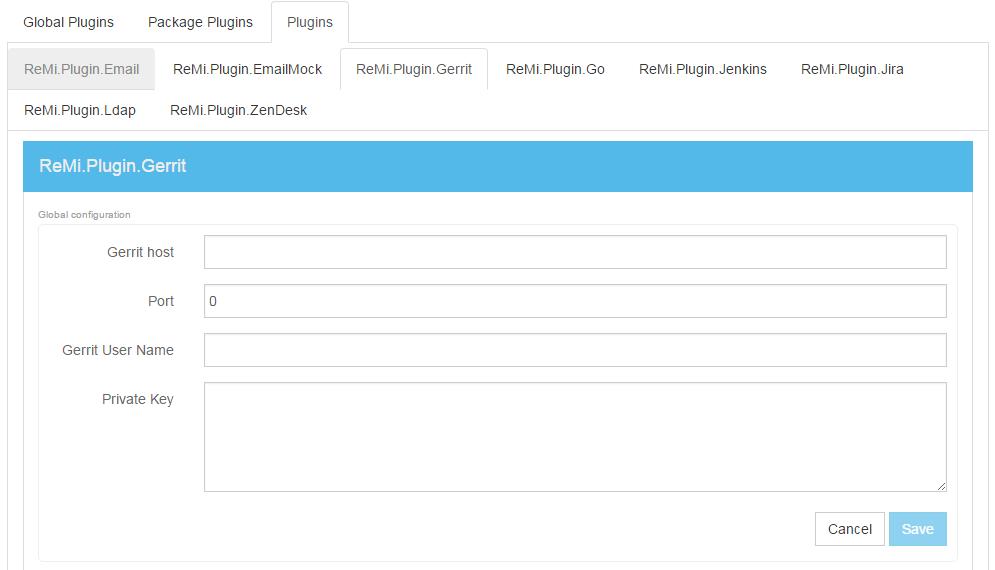 Global Plugins Package Plugins Plugins
ReMi.Plugin.Email ReMi.Plugin.EmailMock ReMi.Plugin.Gerrit ReMi.Plugin.Go ReMi.Plugin.Jenkins ReMi.Plugin.Jira
ReMi.Plugin.Ldap ReMi.Plugin.ZenDesk
ReMi.Plugin.Gerrit
Global configuration
Gerrit host
Port 0
Gerrit User Name
Private Key
Cancel Save